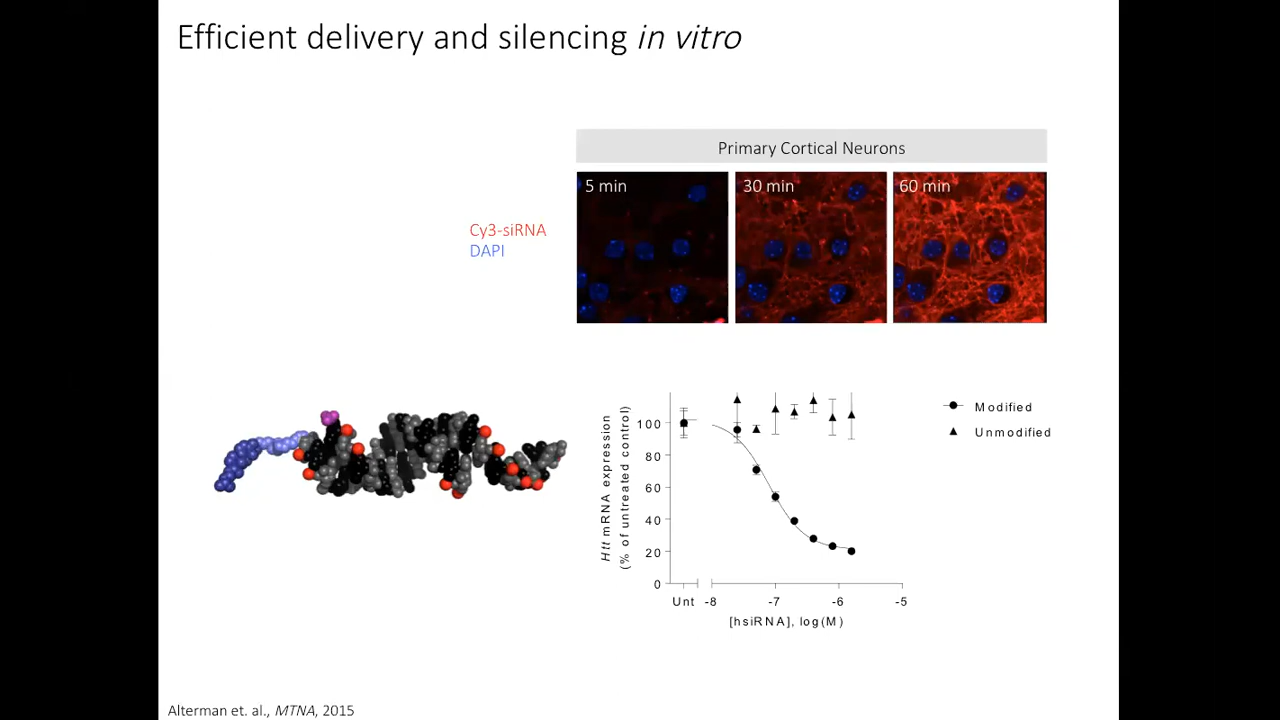 Efficient delivery and silencing in vitro
Primary Cortical Neurons
5 min
30 min
60 min
Cy3-siRNA
DAPI
Htt mRNA expression
(% of untreated control)
100
80
60
40
20
0
Unt
-8
-7
-6
-5
[hsiRNA], log(M)
Modified
Unmodified
Alterman et. al., MTNA, 2015